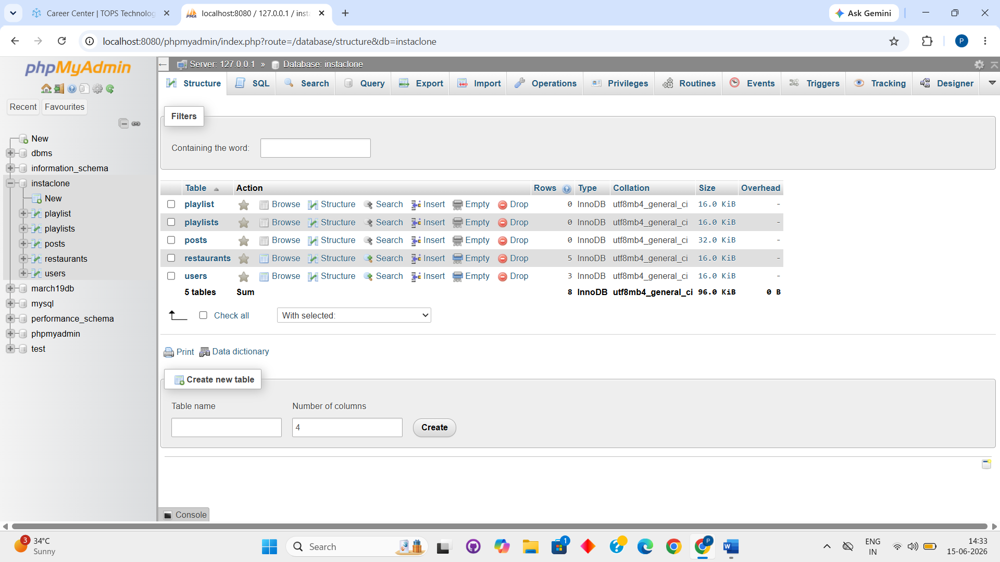 Career Center | TOPS Technolog
localhost:8080 / 127.0.0.1 / insta
Ask Gemini
localhost:8080/phpmyadmin/index.php?route=/database/structure&db=instaclone
P
phpMyAdmin
Recent
Favourites
New
dbms
information_schema
instaclone
New
playlist
playlists
posts
restaurants
users
march19db
mysql
performance_schema
phpmyadmin
test
Server: 127.0.0.1 » Database: instaclone
Structure SQL Search Query Export Import Operations Privileges Routines Events Triggers Tracking Designer
Filters
Containing the word:
Table Action Rows Type Collation Size Overhead
playlist Browse Structure Search Insert Empty Drop 0 InnoDB utf8mb4_general_ci 16.0 KiB -
playlists Browse Structure Search Insert Empty Drop 0 InnoDB utf8mb4_general_ci 16.0 KiB -
posts Browse Structure Search Insert Empty Drop 0 InnoDB utf8mb4_general_ci 32.0 KiB -
restaurants Browse Structure Search Insert Empty Drop 5 InnoDB utf8mb4_general_ci 16.0 KiB -
users Browse Structure Search Insert Empty Drop 3 InnoDB utf8mb4_general_ci 16.0 KiB -
5 tables Sum 8 InnoDB utf8mb4_general_ci 96.0 KiB 0 B
Check all With selected:
Print Data dictionary
Create new table
Table name Number of columns
4 Create
Console
3 34°C
Sunny
Search
1
P
W
ENG
IN
14:33
15-06-2026